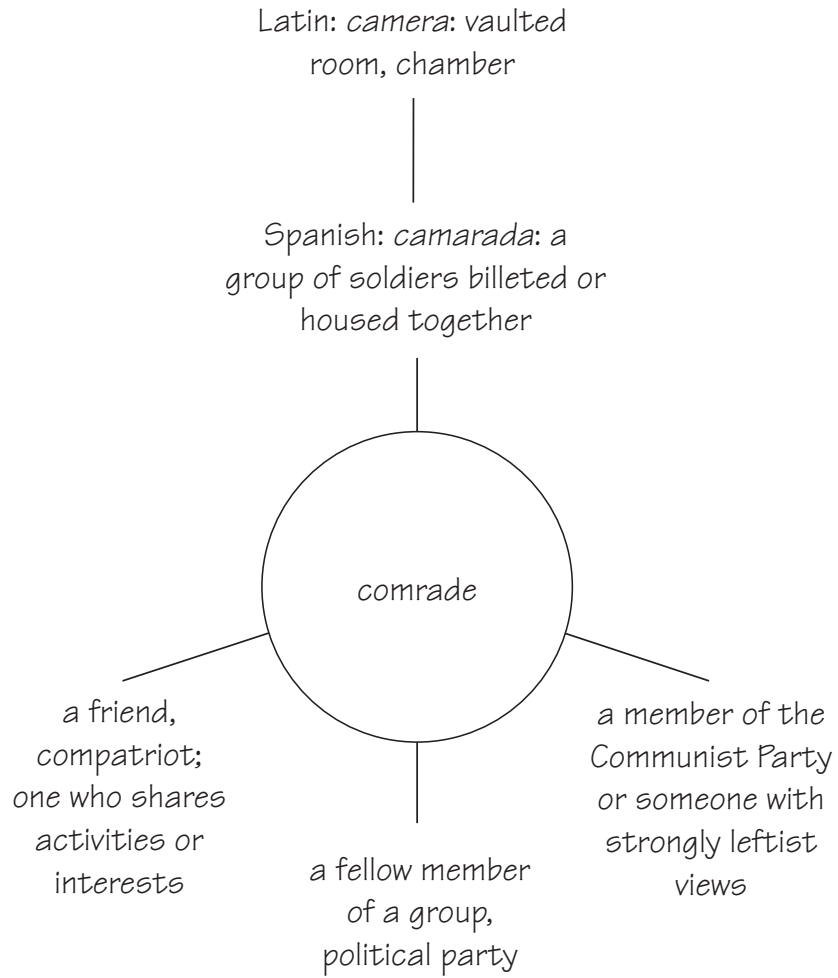 Latin: camera: vaulted
room, chamber
Spanish: camarada: a
group of soldiers billeted or
housed together
comrade
a friend,
compatriot;
one who shares
activities or
interests
a fellow member
of a group,
political party
a member of the
Communist Party
or someone with
strongly leftist
views